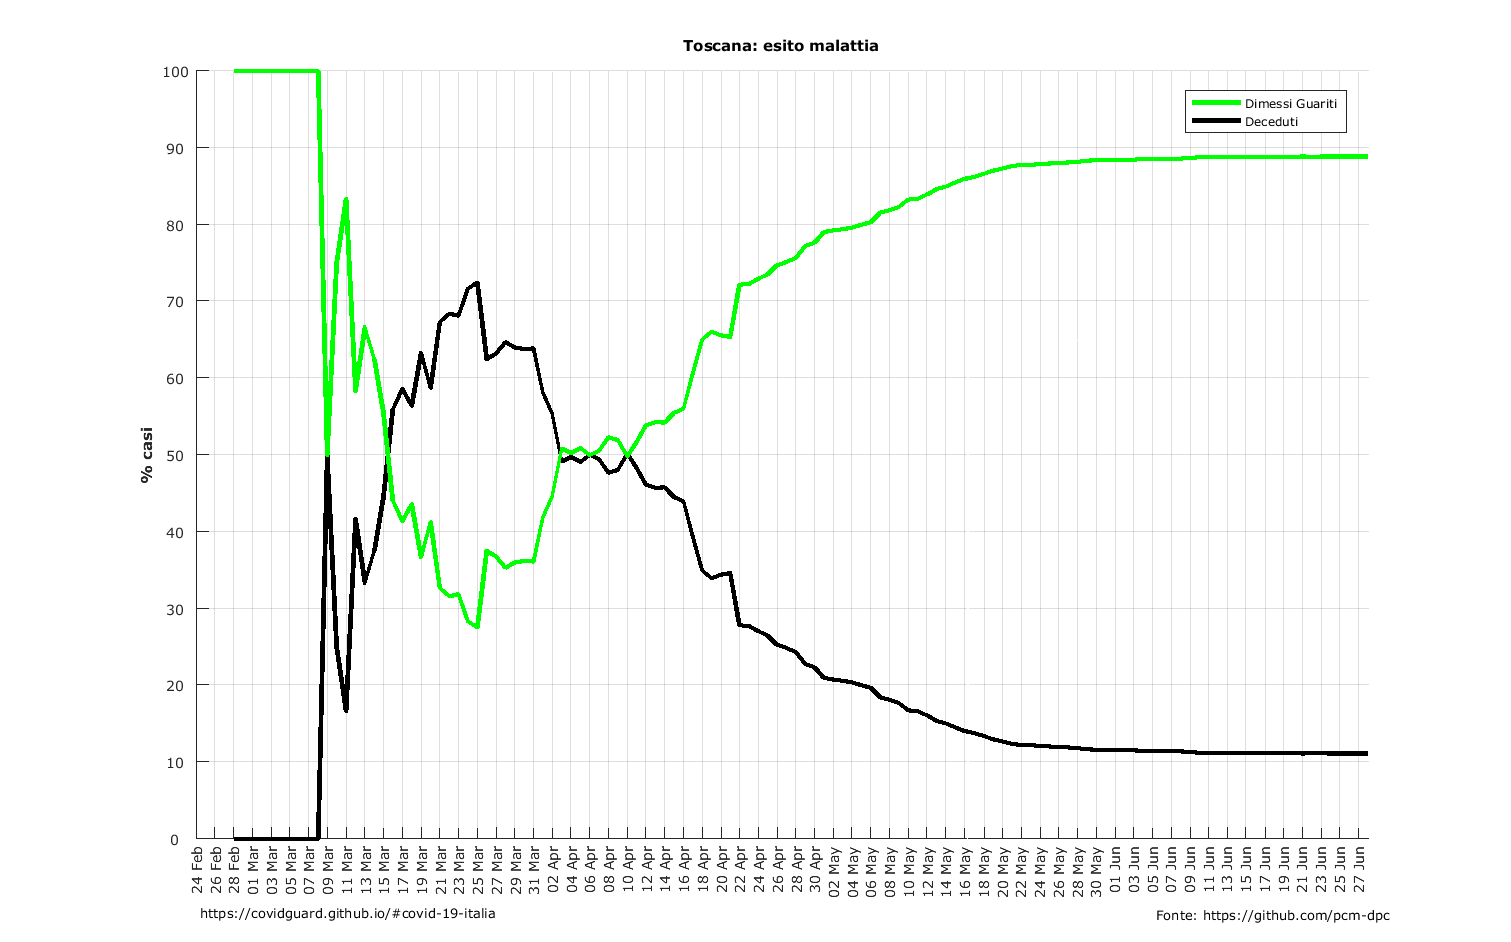 Toscana: esito malattia
100
90
80
70
60
50
40
30
20
10
0
% casi
Dimessi Guariti
Deceduti
24 Feb
26 Feb
28 Feb
01 Mar
03 Mar
05 Mar
07 Mar
09 Mar
11 Mar
13 Mar
15 Mar
17 Mar
19 Mar
21 Mar
23 Mar
25 Mar
27 Mar
29 Mar
31 Mar
02 Apr
04 Apr
06 Apr
08 Apr
10 Apr
12 Apr
14 Apr
16 Apr
18 Apr
20 Apr
22 Apr
24 Apr
26 Apr
28 Apr
30 Apr
02 May
04 May
06 May
08 May
10 May
12 May
14 May
16 May
18 May
20 May
22 May
24 May
26 May
28 May
30 May
01 Jun
03 Jun
05 Jun
07 Jun
09 Jun
11 Jun
13 Jun
15 Jun
17 Jun
19 Jun
21 Jun
23 Jun
25 Jun
27 Jun
https://covidguard.github.io/#covid-19-italia
Fonte: https://github.com/pcm-dpc